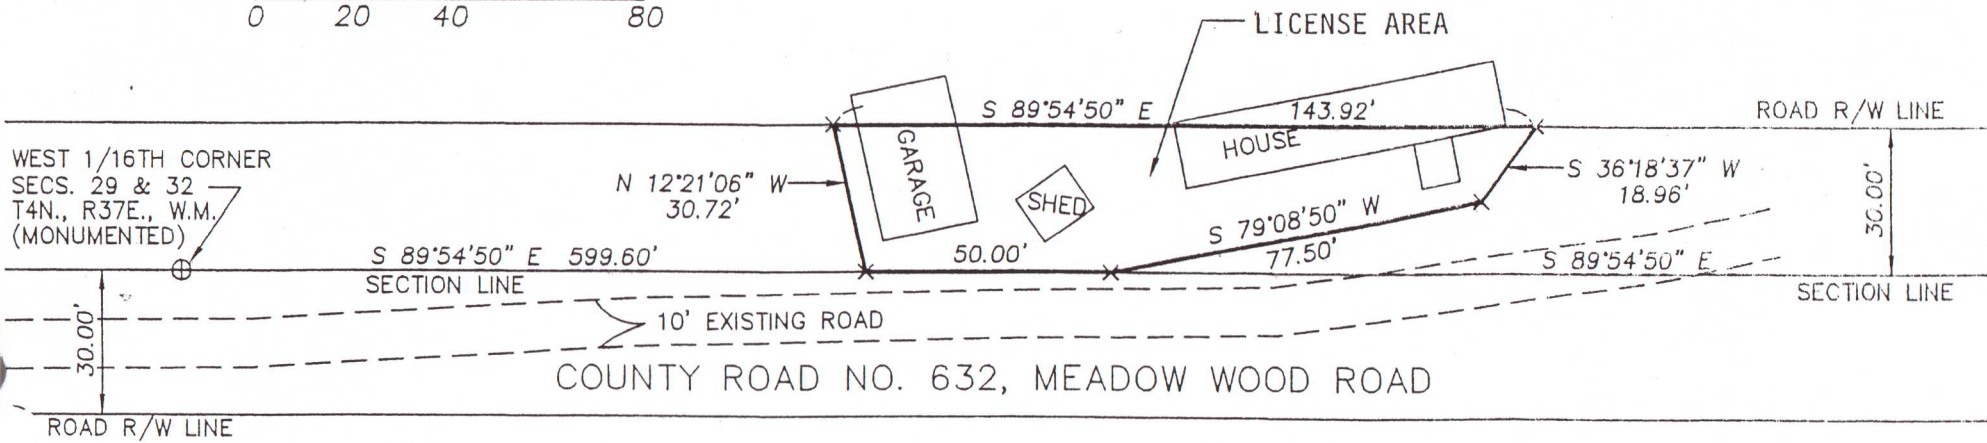 0 20 40 80
LICENSE AREA
S 89°54'50" E 143.92'
ROAD R/W LINE
WEST 1/16TH CORNER
SECS. 29 & 32
T4N., R37E., W.M.
(MONUMENTED)
N 12°21'06" W
30.72'
GARAGE
SHED
HOUSE
S 36°18'37" W
18.96'
30.00'
S 79°08'50" W
77.50'
S 89°54'50" E 599.60'
SECTION LINE
50.00'
S 89°54'50" E
SECTION LINE
30.00'
10' EXISTING ROAD
COUNTY ROAD NO. 632, MEADOW WOOD ROAD
ROAD R/W LINE